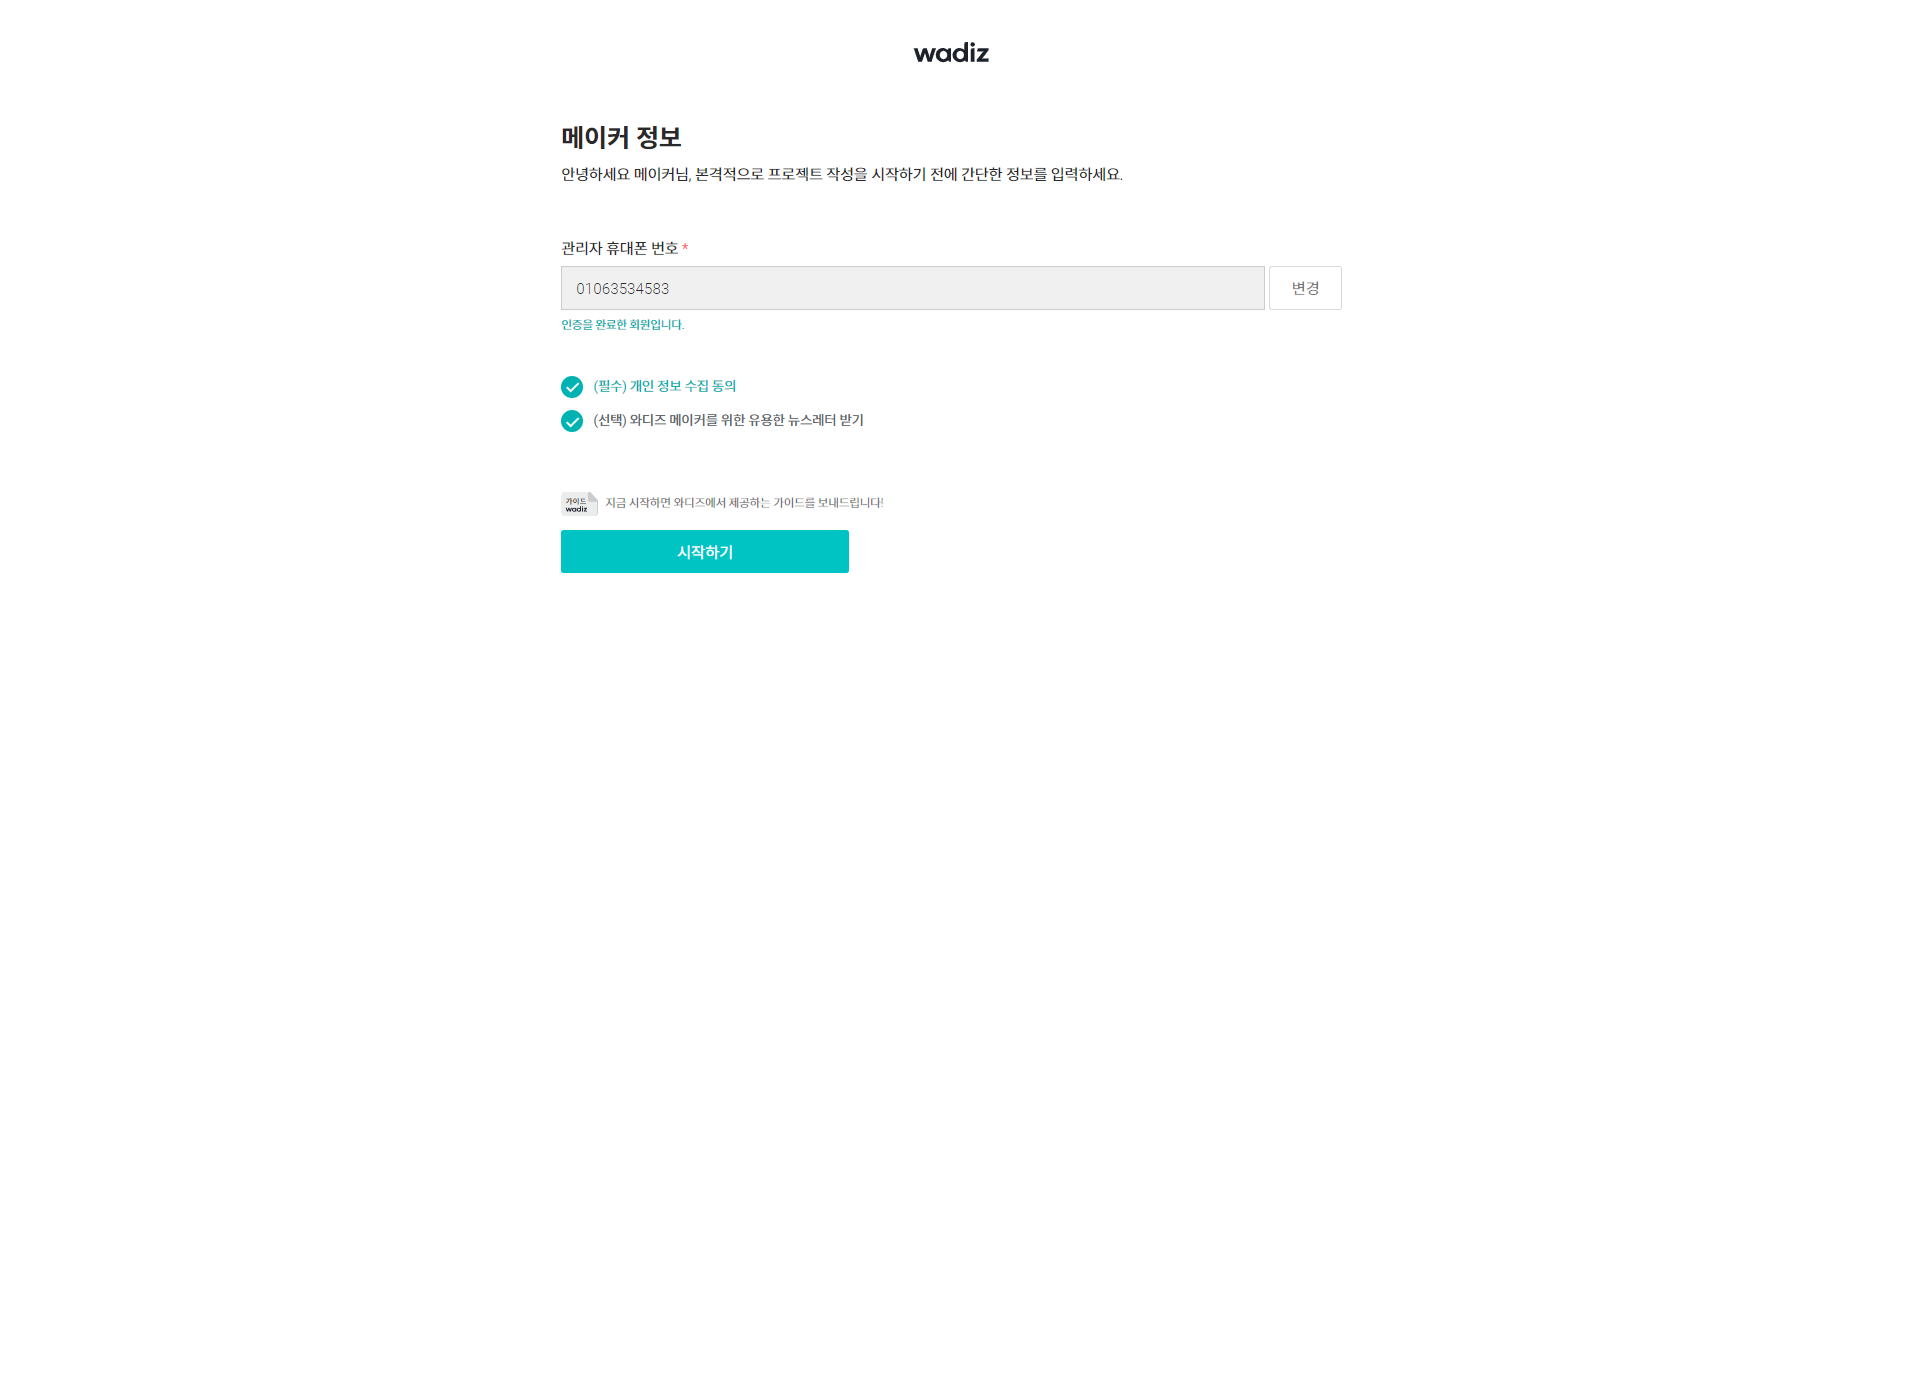 wadiz
메이커 정보
안녕하세요 메이커님, 본격적으로 프로젝트 작성을 시작하기 전에 간단한 정보를 입력하세요.
관리자 휴대폰 번호 *
01063534583 변경
인증을 완료한 회원입니다.
(필수) 개인 정보 수집 동의
(선택) 와디즈 메이커를 위한 유용한 뉴스레터 받기
가이드
wadiz
지금 시작하면 와디즈에서 제공하는 가이드를 보내드립니다!
시작하기